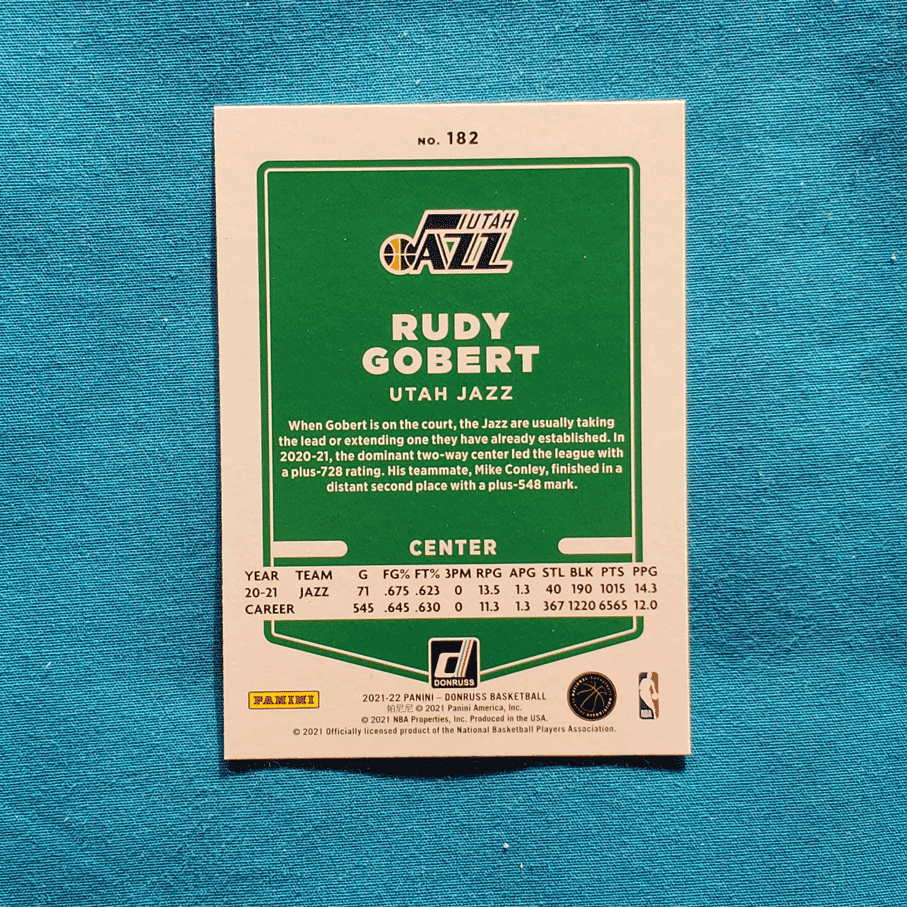 NO. 182
UTAH
JAZZ
RUDY
GOBERT
UTAH JAZZ
When Gobert is on the court, the Jazz are usually taking
the lead or extending one they have already established. In
2020-21, the dominant two-way center led the league with
a plus-728 rating. His teammate, Mike Conley, finished in a
distant second place with a plus-548 mark.
CENTER
YEAR TEAM G FG% FT% 3PM RPG APG STL BLK PTS PPG
20-21 JAZZ 71 .675 .623 0 13.5 1.3 40 190 1015 14.3
CAREER 545 .645 .630 0 11.3 1.3 367 1220 6565 12.0
d
DONRUSS
PANINI
2021-22 PANINI – DONRUSS BASKETBALL
帕尼尼 © 2021 Panini America, Inc.
© 2021 NBA Properties, Inc. Produced in the USA.
© 2021 Officially licensed product of the National Basketball Players Association.
NATIONAL BASKETBALL
NBA